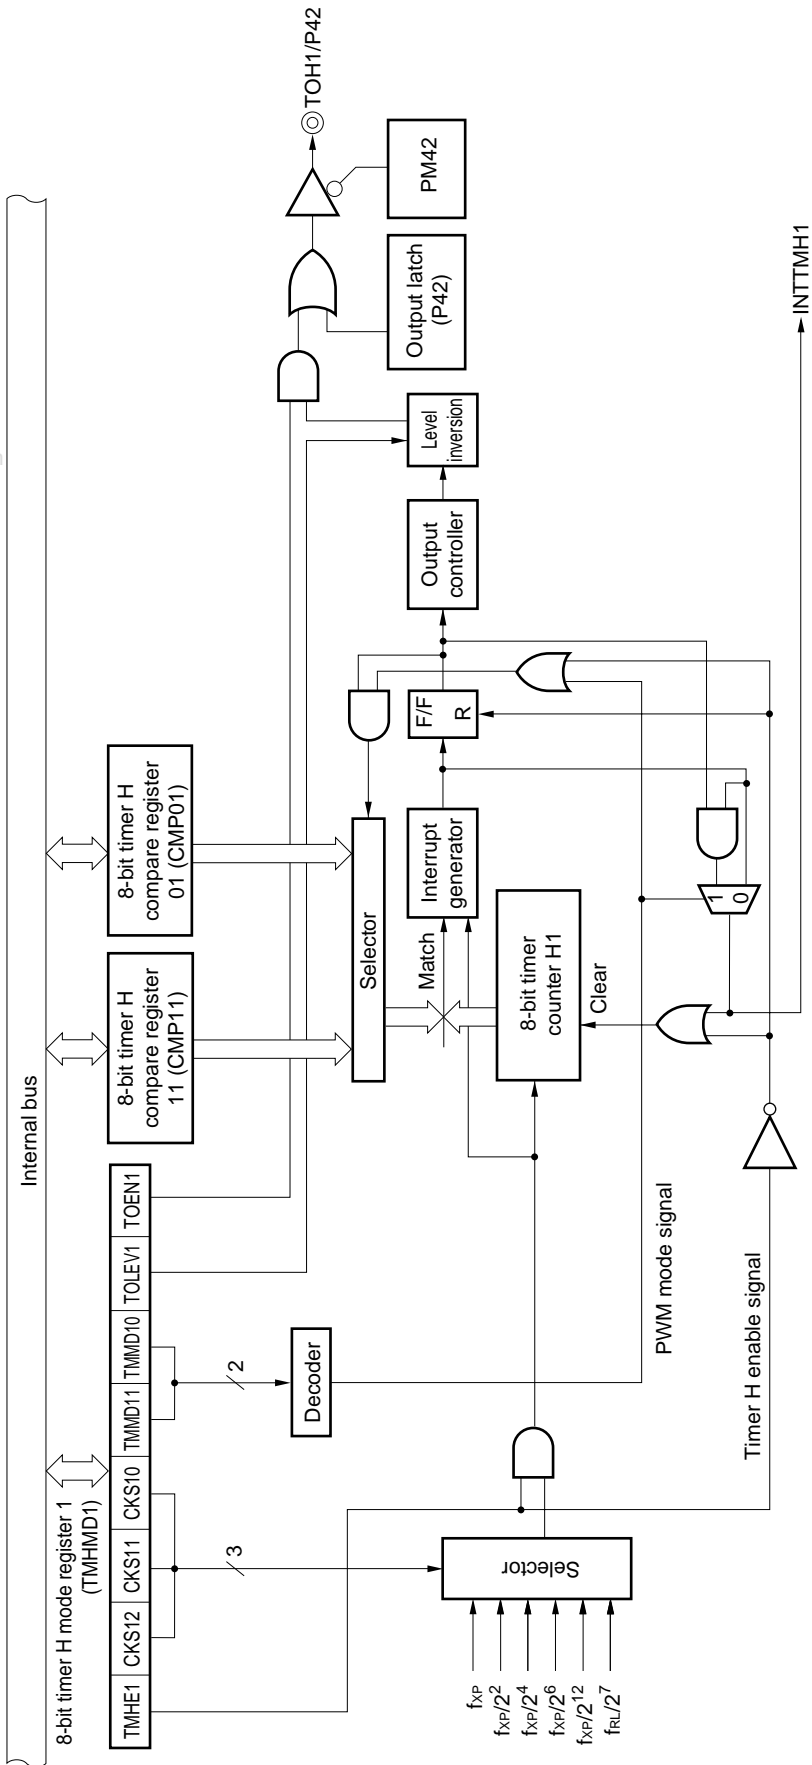 Internal bus
8-bit timer H mode register 1
(TMHMD1)
TMHE1
CKS12
CKS11
CKS10
TMMD11
TMMD10
TOLEV1
TOEN1
8-bit timer H
compare register
11 (CMP11)
8-bit timer H
compare register
01 (CMP01)
3
2
Decoder
Selector
fXP
fXP/2²
fXP/2⁴
fXP/2⁶
fXP/2¹²
fRL/2⁷
Selector
Match
Interrupt
generator
8-bit timer
counter H1
Clear
F/F
R
Output
controller
Level
inversion
Output latch
(P42)
PM42
TOH1/P42
PWM mode signal
1
0
Timer H enable signal
INTTMH1